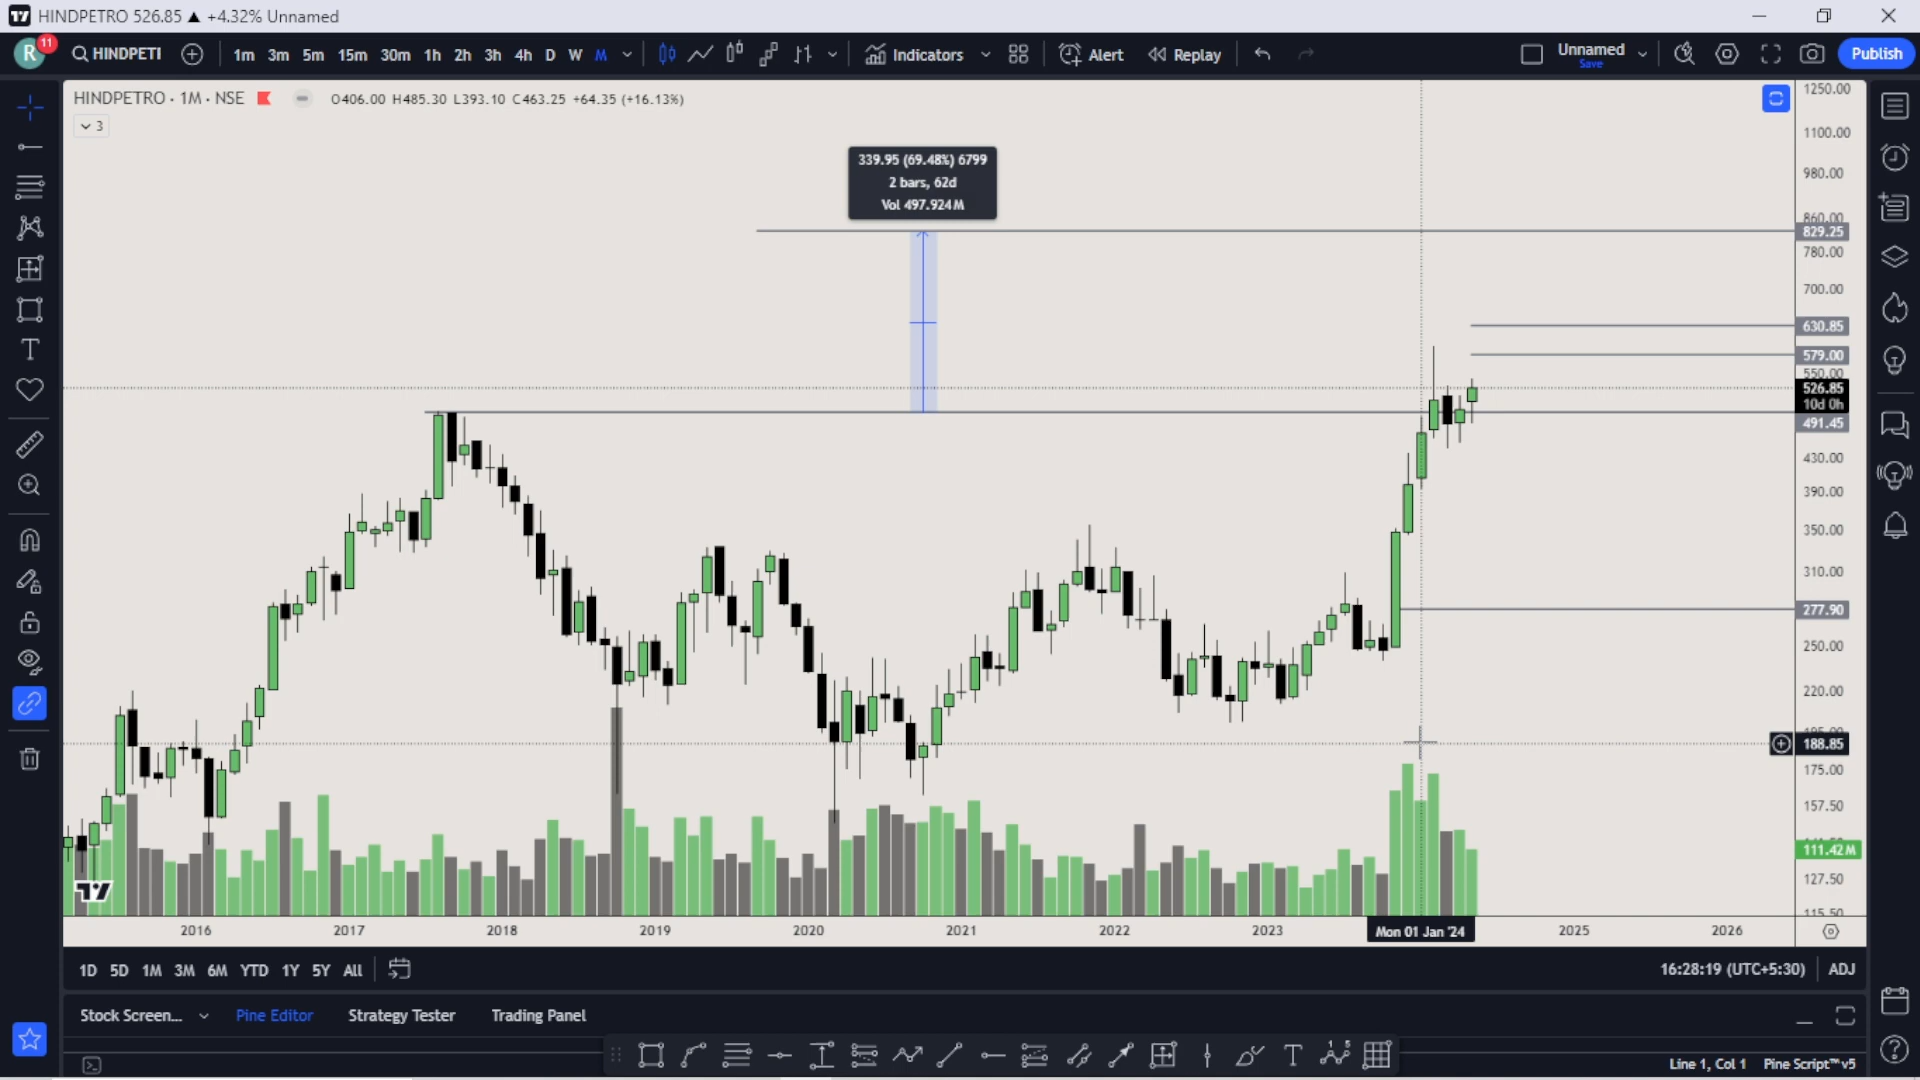 HINDPETRO 526.85 ▲ +4.32% Unnamed
R 11
HINDPETI
1m 3m 5m 15m 30m 1h 2h 3h 4h D W M
Indicators
Alert
Replay
Unnamed
Save
Publish
HINDPETRO · 1M · NSE
O406.00 H485.30 L393.10 C463.25 +64.35 (+16.13%)
3
339.95 (69.48%) 6799
2 bars, 62d
Vol 497.924M
1250.00
1100.00
980.00
860.00
829.25
780.00
700.00
630.85
579.00
550.00
526.85
10d 0h
491.45
430.00
390.00
350.00
310.00
277.90
250.00
220.00
188.85
175.00
157.50
111.42M
127.50
115.50
2016 2017 2018 2019 2020 2021 2022 2023 Mon 01 Jan '24 2025 2026
1D 5D 1M 3M 6M YTD 1Y 5Y All
16:28:19 (UTC+5:30) ADJ
Stock Screen... Pine Editor Strategy Tester Trading Panel
Line 1, Col 1 Pine Script™ v5